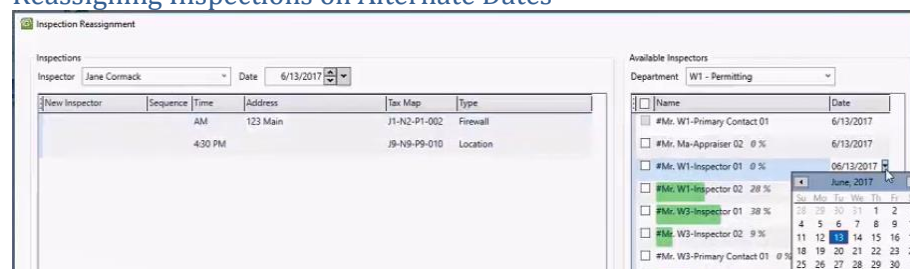 Reassigning Inspections on Alternate Dates
Inspection Reassignment
Inspections
Inspector Jane Cormack Date 6/13/2017
New Inspector Sequence Time Address Tax Map Type
AM 123 Main J1-N2-P1-002 Firewall
4:30 PM J9-N9-P9-010 Location
Available Inspectors
Department W1 - Permitting
Name Date
#Mr. W1-Primary Contact 01 6/13/2017
#Mr. Ma-Appraiser 02 0 % 6/13/2017
#Mr. W1-Inspector 01 0 % 06/13/2017
#Mr. W1-Inspector 02 28 %
#Mr. W3-Inspector 01 38 %
#Mr. W3-Inspector 02 9 %
#Mr. W3-Primary Contact 01 0 %
June, 2017
Su Mo Tu We Th Fr
28 29 30 31 1 2
4 5 6 7 8 9
11 12 13 14 15 16
18 19 20 21 22 23
25 26 27 28 29 30